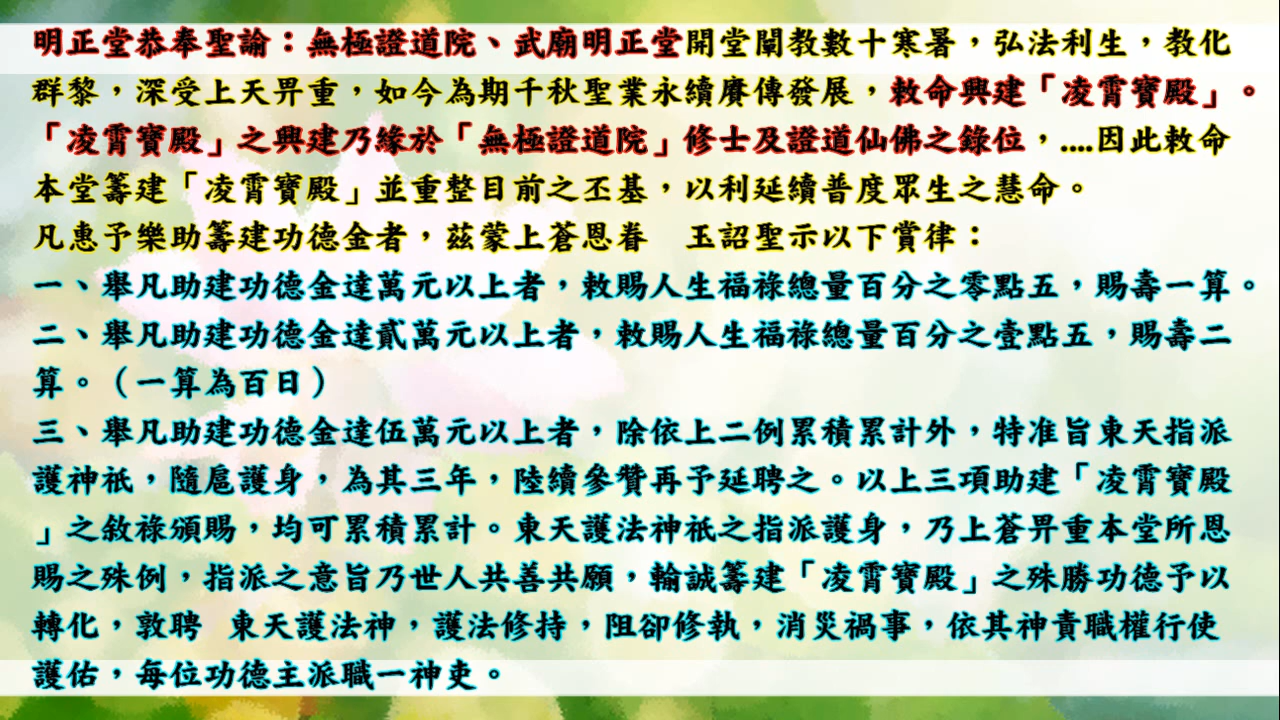 明正堂恭奉聖諭：無極證道院、武廟明正堂開堂闡教數十寒暑，弘法利生，教化
群黎，深受上天畀重，如今為期千秋聖業永續賡傳發展，敕命興建「凌霄寶殿」。
「凌霄寶殿」之興建乃緣於「無極證道院」修士及證道仙佛之錄位，....因此敕命
本堂籌建「凌霄寶殿」並重整目前之丕基，以利延續普度眾生之慧命。
凡惠予樂助籌建功德金者，茲蒙上蒼恩眷　玉詔聖示以下賞律：
一、舉凡助建功德金達萬元以上者，敕賜人生福祿總量百分之零點五，賜壽一算。
二、舉凡助建功德金達貳萬元以上者，敕賜人生福祿總量百分之壹點五，賜壽二
算。（一算為百日）
三、舉凡助建功德金達伍萬元以上者，除依上二例累積累計外，特准旨東天指派
護神祇，隨扈護身，為其三年，陸續參贊再予延聘之。以上三項助建「凌霄寶殿
」之敘祿頒賜，均可累積累計。東天護法神祇之指派護身，乃上蒼畀重本堂所恩
賜之殊例，指派之意旨乃世人共善共願，輸誠籌建「凌霄寶殿」之殊勝功德予以
轉化，敦聘　東天護法神，護法修持，阻卻修執，消災禍事，依其神責職權行使
護佑，每位功德主派職一神吏。